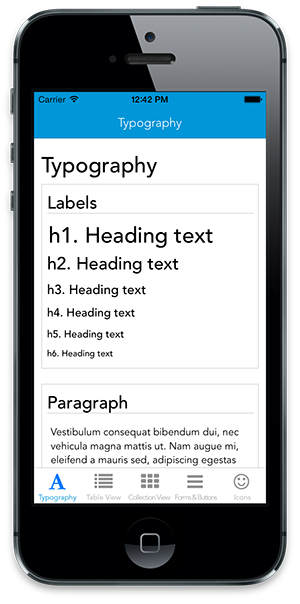 Carrier 12:42 PM
Typography
Typography
Labels
h1. Heading text
h2. Heading text
h3. Heading text
h4. Heading text
h5. Heading text
h6. Heading text
Paragraph
Vestibulum consequat bibendum dui, nec
vehicula magna mattis ut. Nam augue mi,
eleifend a mauris sed, adipiscing egestas
A
Typography Table View Collection View Forms & Buttons Icons